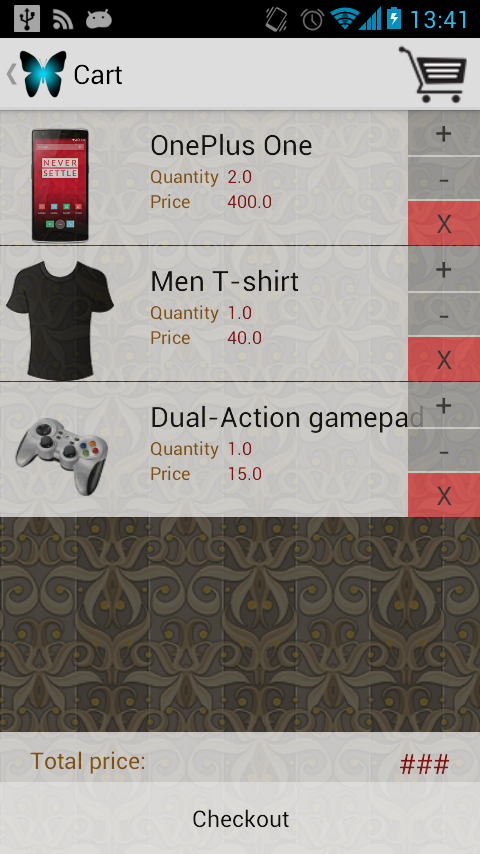 13:41
Cart
OnePlus One
Quantity 2.0
Price 400.0
+
-
X
NEVER
SETTLE
Men T-shirt
Quantity 1.0
Price 40.0
+
-
X
Dual-Action gamepad
Quantity 1.0
Price 15.0
+
-
X
Total price: ###
Checkout